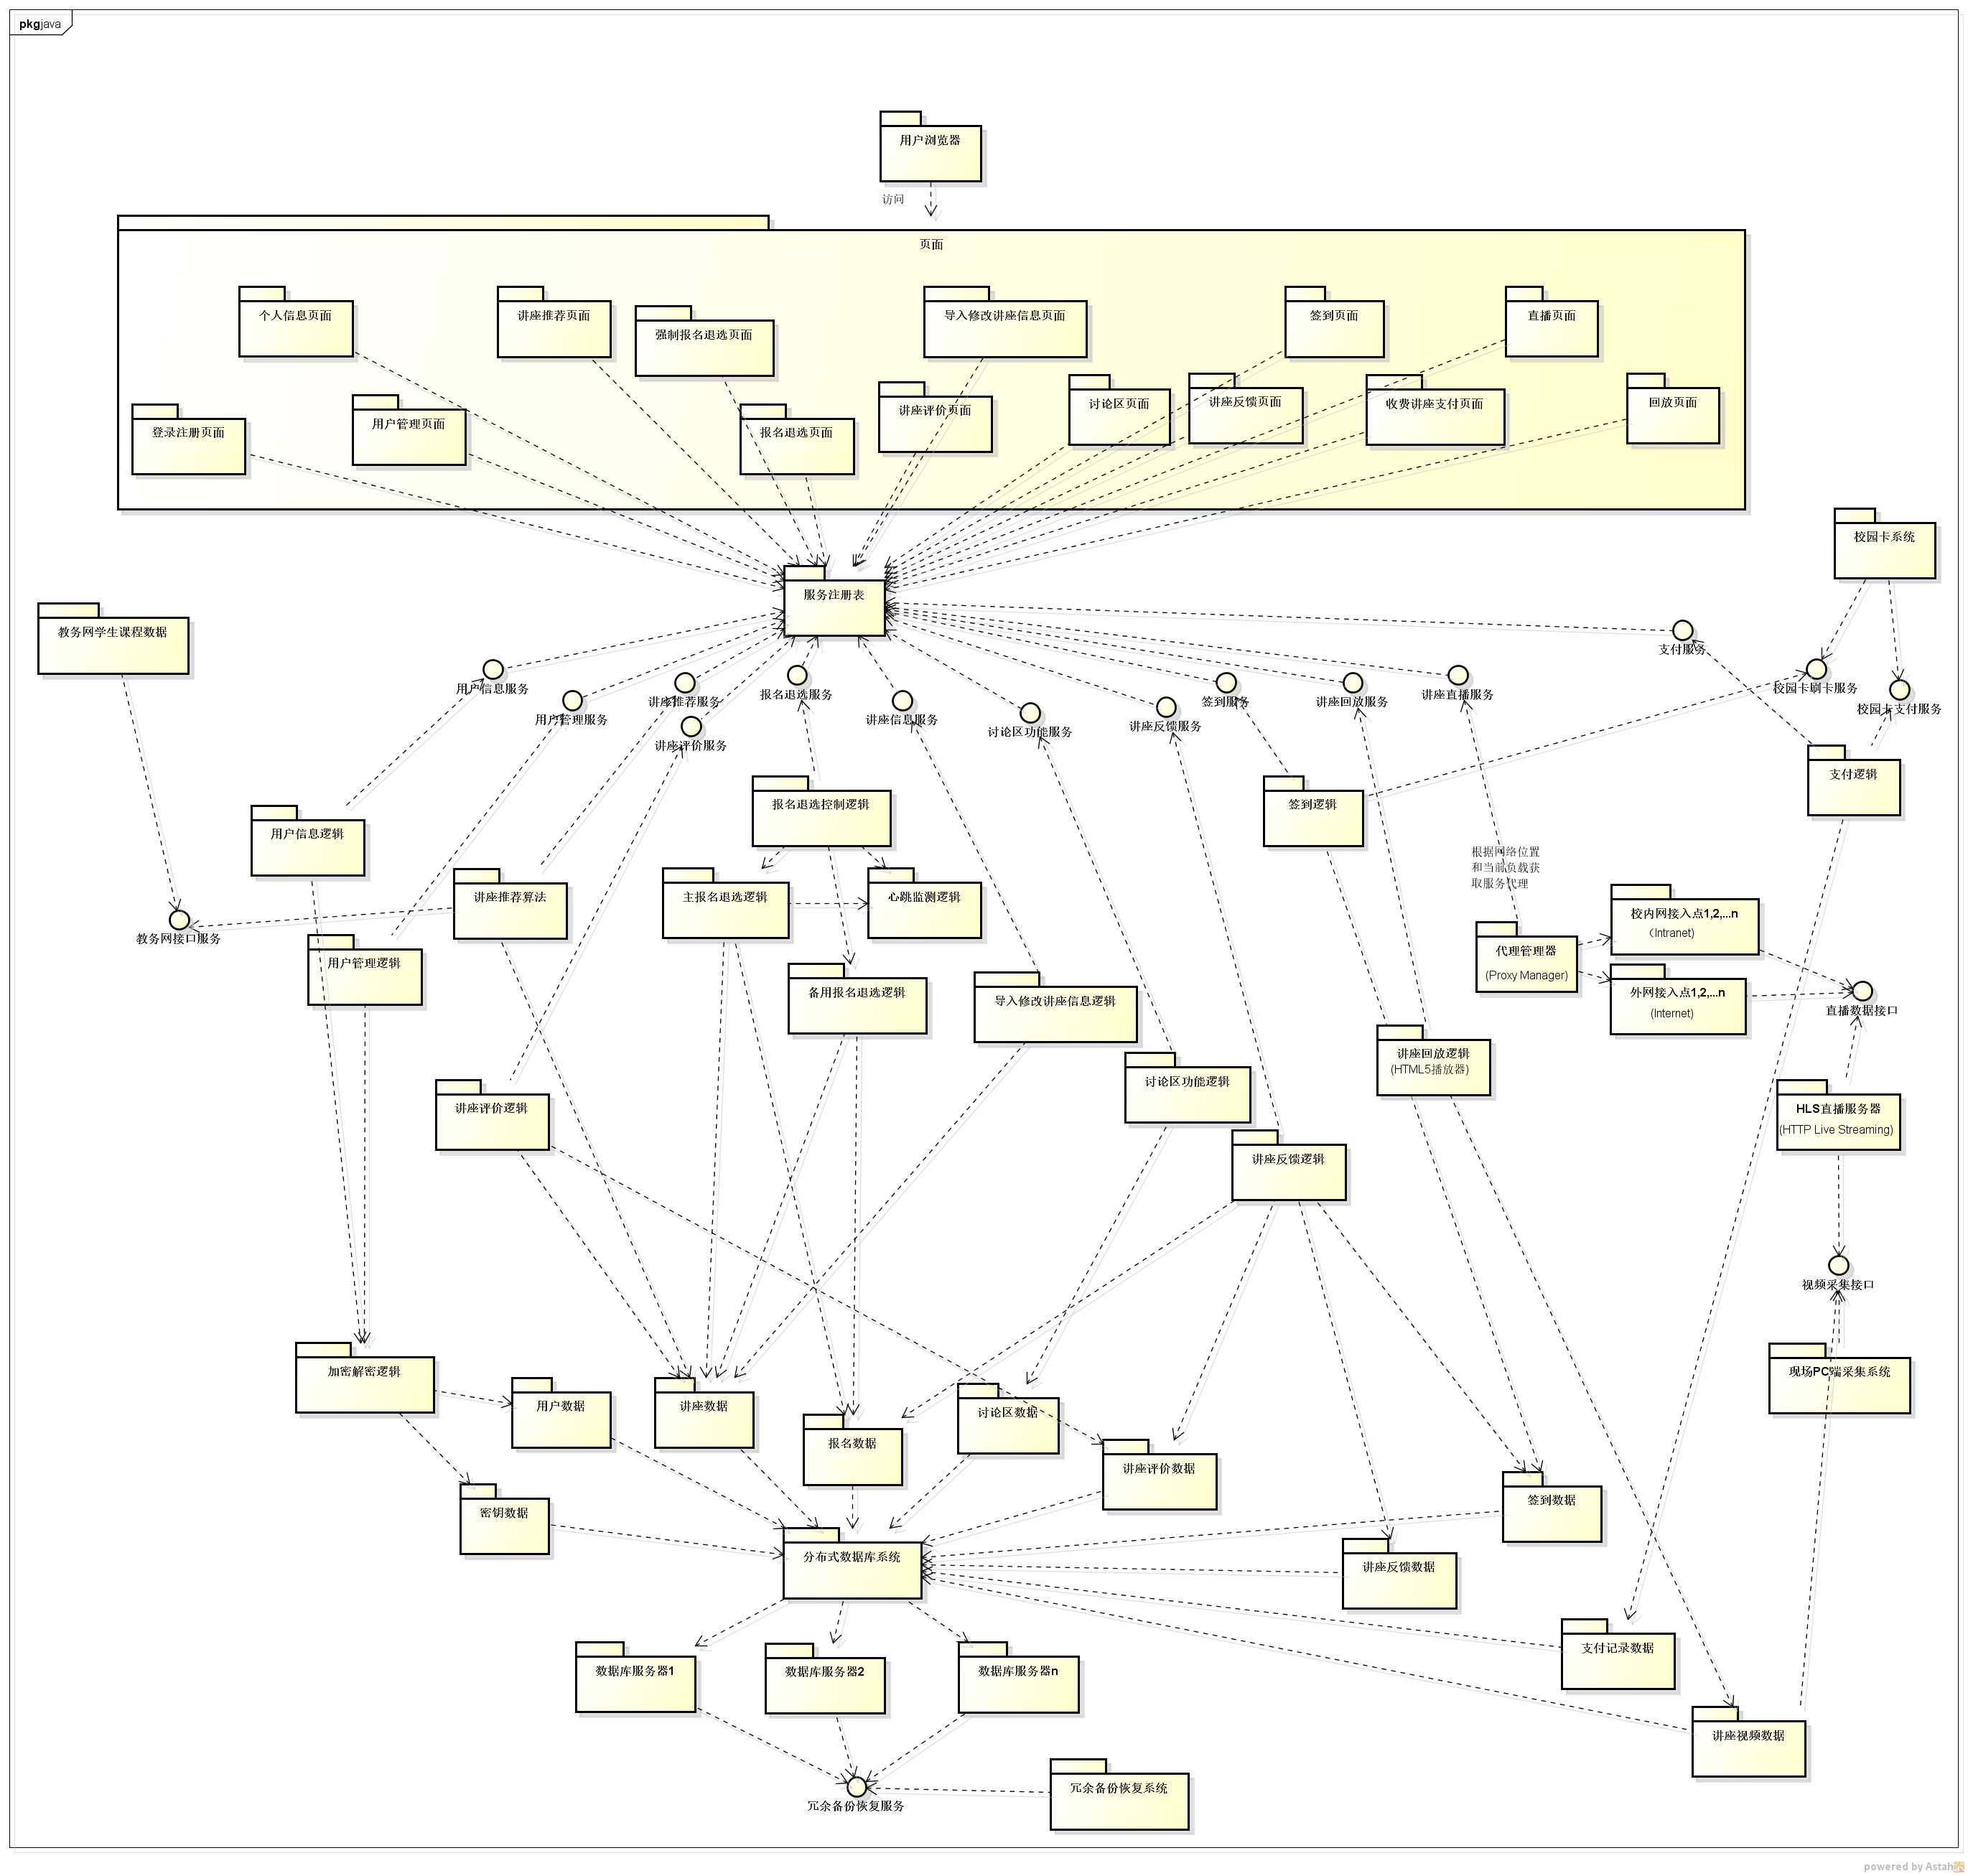 pkg java
用户浏览器
访问
页面
个人信息页面
讲座推荐页面
强制报名退选页面
导入修改讲座信息页面
签到页面
直播页面
登录注册页面
用户管理页面
报名退选页面
讲座评价页面
讨论区页面
讲座反馈页面
收费讲座支付页面
回放页面
校园卡系统
服务注册表
教务网学生课程数据
支付服务
用户信息服务
用户管理服务
讲座推荐服务
讲座评价服务
报名退选服务
讲座信息服务
讨论区功能服务
讲座反馈服务
签到服务
讲座回放服务
讲座直播服务
校园卡刷卡服务
校园卡支付服务
用户信息逻辑
报名退选控制逻辑
签到逻辑
支付逻辑
根据网络位置
和当前负载获
取服务代理
讲座推荐算法
主报名退选逻辑
心跳监测逻辑
教务网接口服务
用户管理逻辑
代理管理器
(Proxy Manager)
校内网接入点1,2,...n
（Intranet)
外网接入点1,2,...n
(Internet)
直播数据接口
备用报名退选逻辑
导入修改讲座信息逻辑
讲座回放逻辑
(HTML5播放器)
讲座评价逻辑
讨论区功能逻辑
HLS直播服务器
(HTTP Live Streaming)
讲座反馈逻辑
视频采集接口
加密解密逻辑
现场PC端采集系统
用户数据
讲座数据
报名数据
讨论区数据
讲座评价数据
密钥数据
签到数据
分布式数据库系统
讲座反馈数据
数据库服务器1
数据库服务器2
数据库服务器n
支付记录数据
讲座视频数据
冗余备份恢复服务
冗余备份恢复系统
powered by Astah